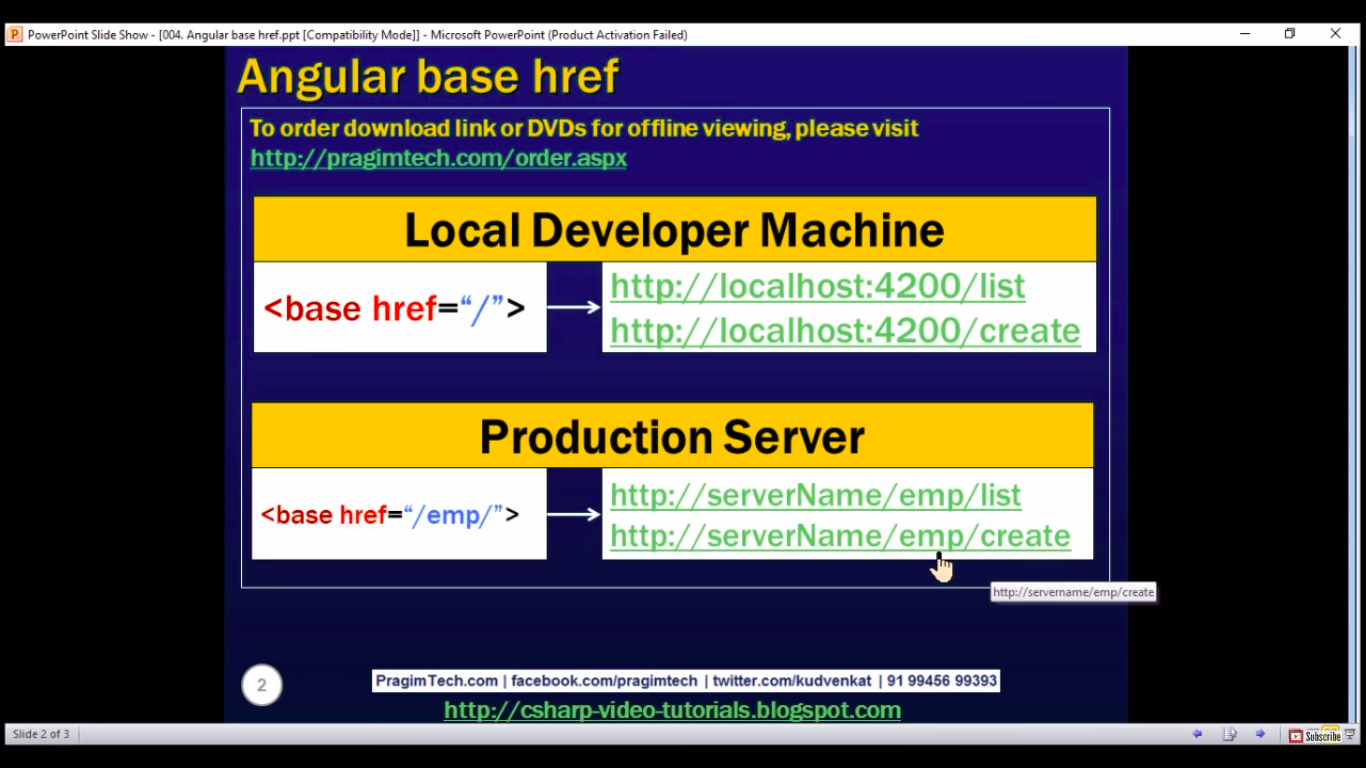 PowerPoint Slide Show - [004. Angular base href.ppt [Compatibility Mode]] - Microsoft PowerPoint (Product Activation Failed)
Angular base href
To order download link or DVDs for offline viewing, please visit
http://pragimtech.com/order.aspx
Local Developer Machine
<base href=“/”>
http://localhost:4200/list
http://localhost:4200/create
Production Server
<base href=“/emp/”>
http://serverName/emp/list
http://serverName/emp/create
http://servername/emp/create
2
PragimTech.com | facebook.com/pragimtech | twitter.com/kudvenkat | 91 99456 99393
http://csharp-video-tutorials.blogspot.com
Slide 2 of 3
Subscribe